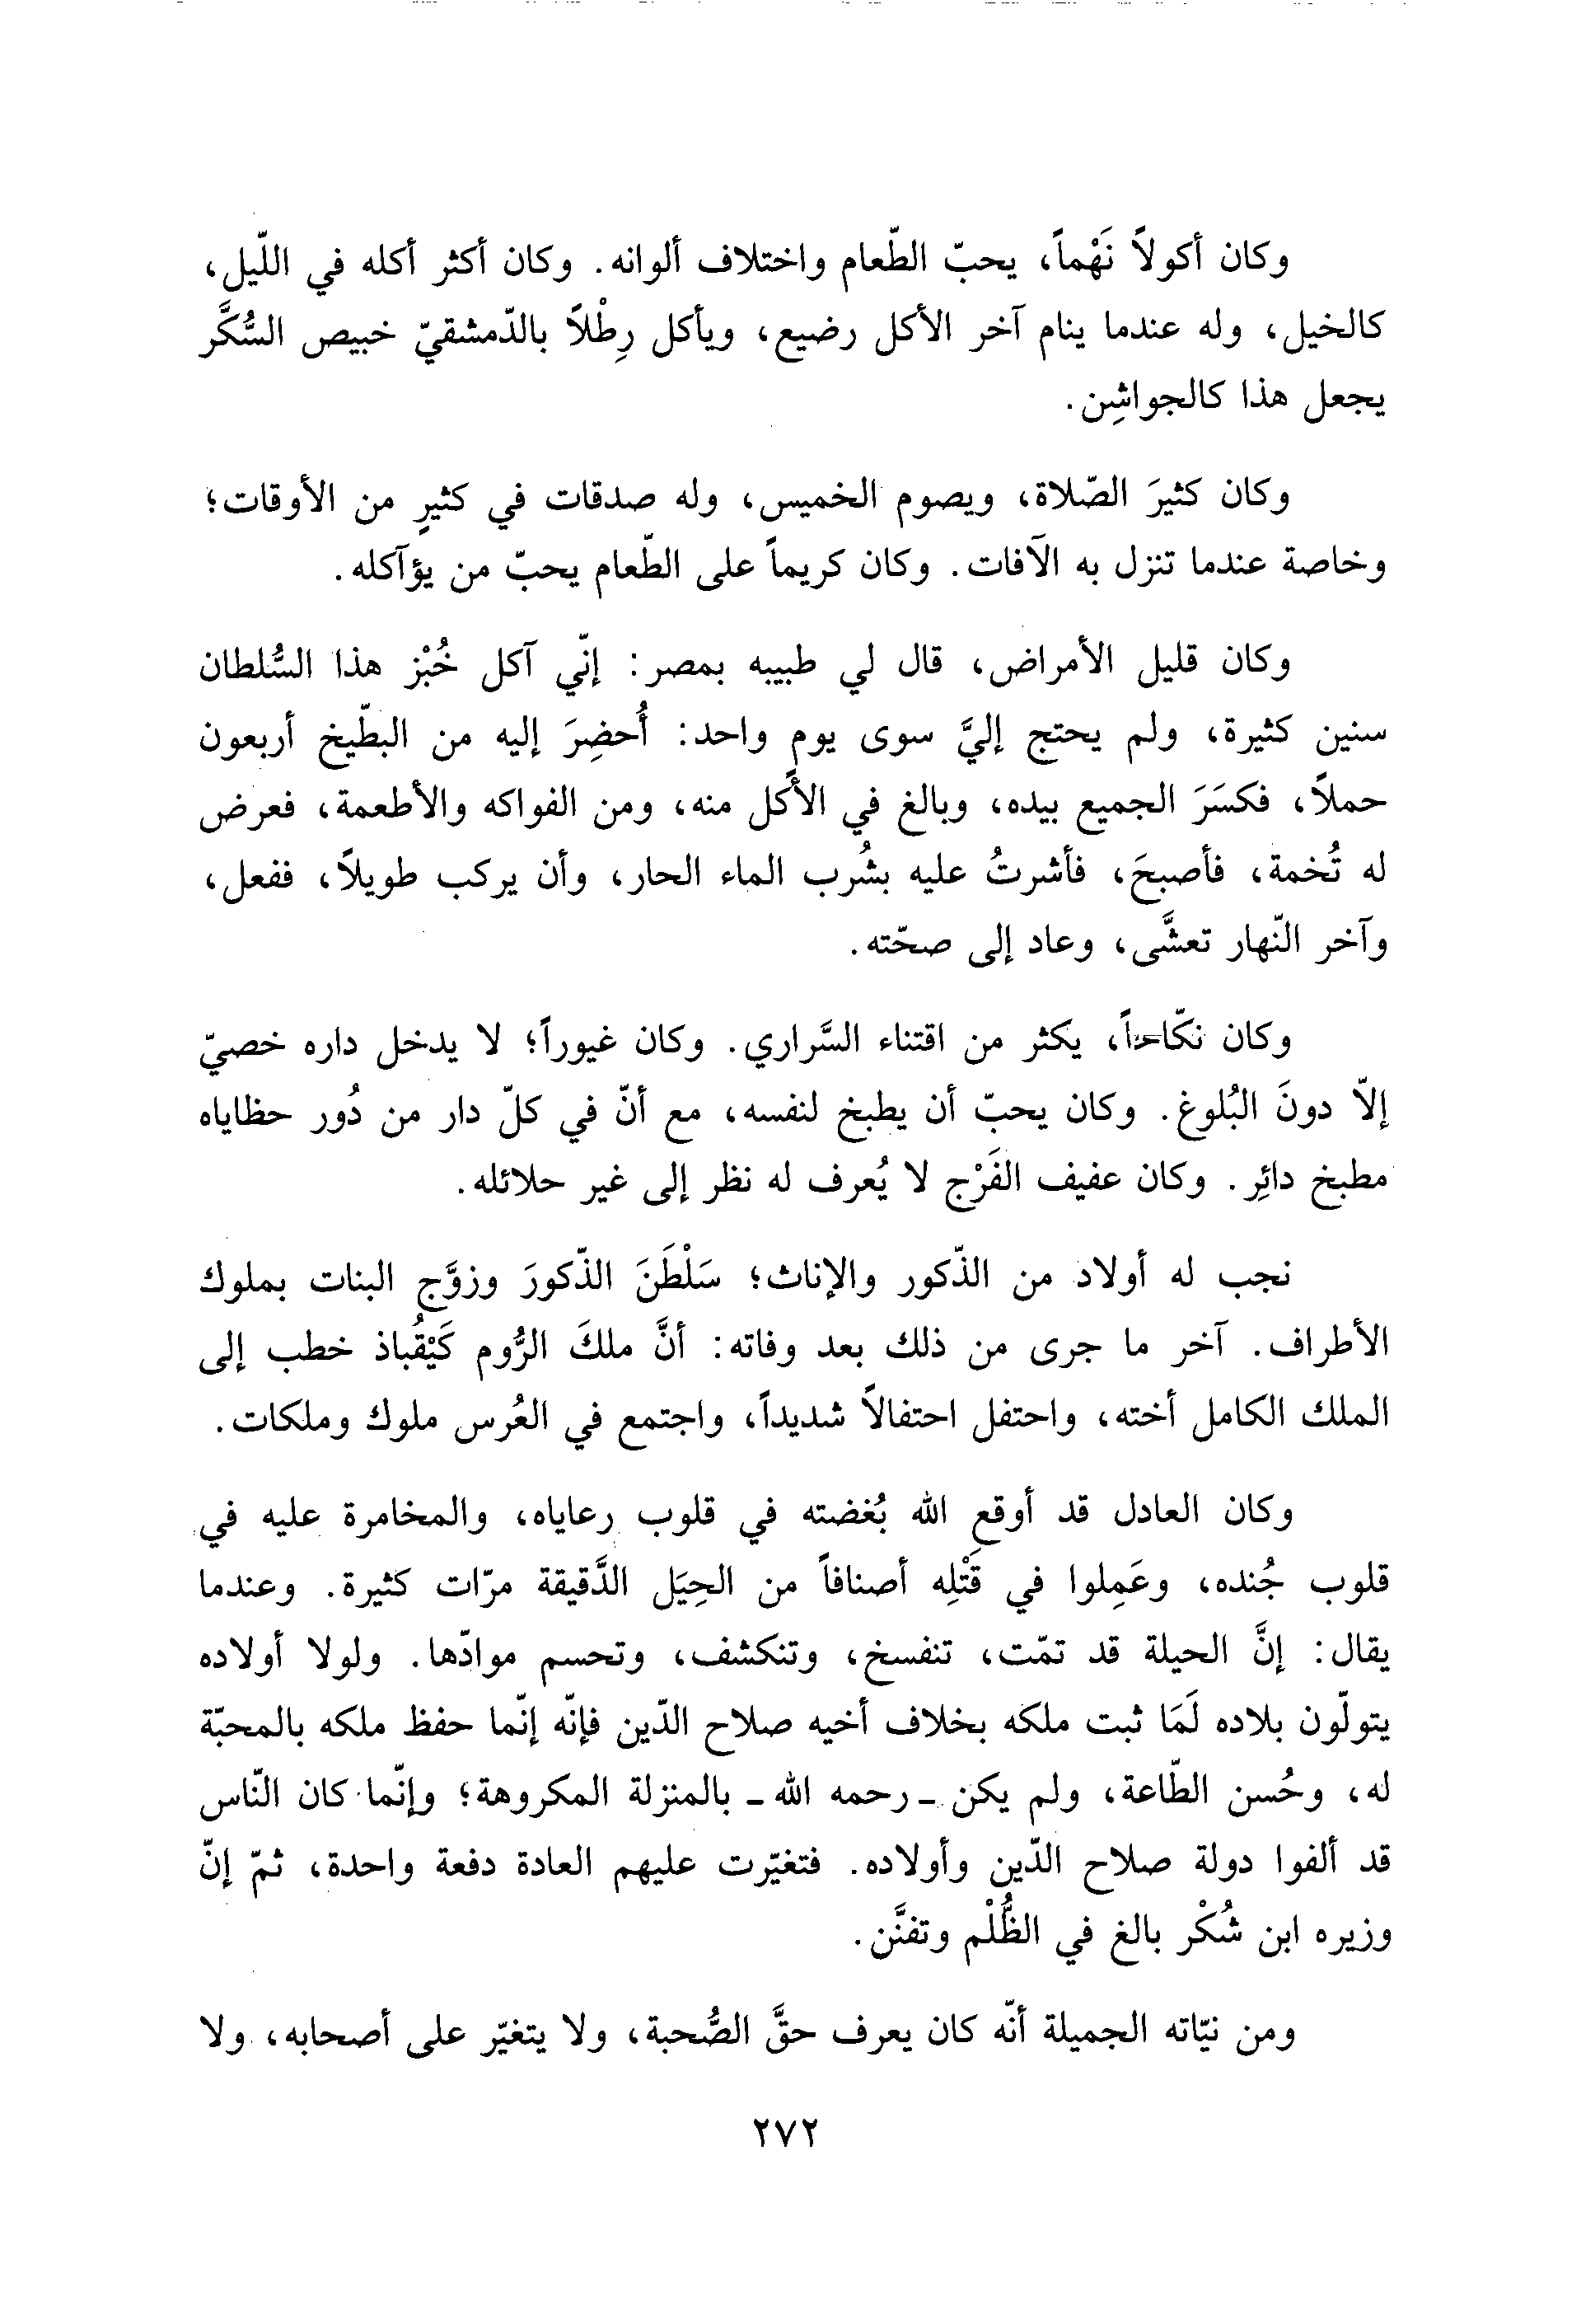 وكان أكولاً نَهْماً، يحبّ الطّعام واختلاف ألوانه. وكان أكثر أكله في اللّيل،
كالخيل، وله عندما ينام آخر الأكل رضيع، ويأكل رِطْلاً بالدّمشقيّ خبيص السُّكَّر
يجعل هذا كالجواشِن.
وكان كثيرَ الصّلاة، ويصوم الخميس، وله صدقات في كثيرٍ من الأوقات؛
وخاصة عندما تنزل به الآفات. وكان كريماً على الطّعام يحبّ من يؤآكله.
وكان قليل الأمراض، قال لي طبيبه بمصر: إنّي آكل خُبْز هذا السُّلطان
سنين كثيرة، ولم يحتج إليَّ سوى يومٍ واحد: أُحضِرَ إليه من البطّيخ أربعون
حملاً، فكسَرَ الجميع بيده، وبالغ في الأَكل منه، ومن الفواكه والأطعمة، فعرض
له تُخمة، فأصبحَ، فأشرتُ عليه بشُرب الماء الحار، وأن يركب طويلاً، ففعل،
وآخر النّهار تعشَّى، وعاد إلى صحّته.
وكان نكّاحاً، يكثر من اقتناء السَّراري. وكان غيوراً؛ لا يدخل داره خصيّ
إلاّ دونَ البُلوغ. وكان يحبّ أن يطبخ لنفسه، مع أنّ في كلّ دار من دُور حظاياه
مطبخ دائِر. وكان عفيف الفَرْج لا يُعرف له نظر إلى غير حلائله.
نجب له أولاد من الذّكور والإناث؛ سَلْطَنَ الذّكورَ وزوَّج البنات بملوك
الأطراف. آخر ما جرى من ذلك بعد وفاته: أنَّ ملكَ الرُّوم كَيْقُباذ خطب إلى
الملك الكامل أخته، واحتفل احتفالاً شديداً، واجتمع في العُرس ملوك وملكات.
وكان العادل قد أوقع الله بُغضته في قلوب رعاياه، والمخامرة عليه في
قلوب جُنده، وعَمِلوا في قَتْلِه أصنافاً من الحِيَل الدَّقيقة مرّات كثيرة. وعندما
يقال: إنَّ الحيلة قد تمّت، تنفسخ، وتنكشف، وتحسم موادّها. ولولا أولاده
يتولّون بلاده لَمَا ثبت ملكه بخلاف أخيه صلاح الدّين فإنّه إنّما حفظ ملكه بالمحبّة
له، وحُسن الطّاعة، ولم يكن ـ رحمه الله ـ بالمنزلة المكروهة؛ وإنّما كان النّاس
قد ألفوا دولة صلاح الدّين وأولاده. فتغيّرت عليهم العادة دفعة واحدة، ثمّ إنّ
وزيره ابن شُكْر بالغ في الظُّلْم وتفنَّن.
ومن نيّاته الجميلة أنّه كان يعرف حقَّ الصُّحبة، ولا يتغيّر على أصحابه، ولا
٢٧٢